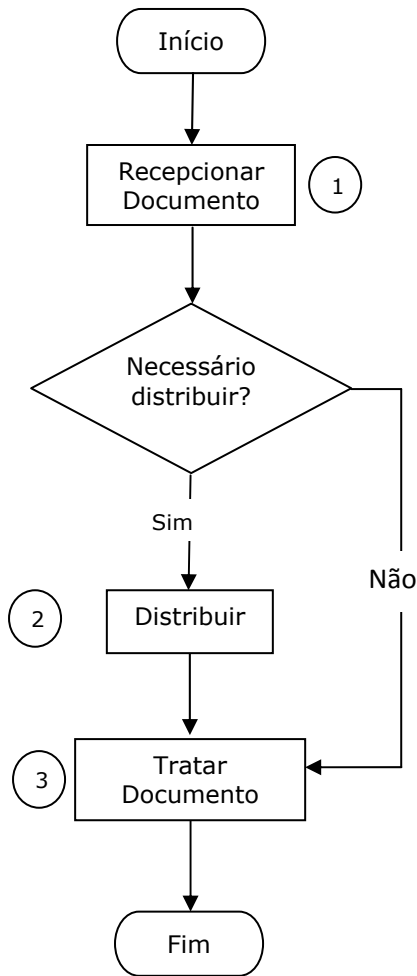 Início
Recepcionar
Documento
1
Necessário
distribuir?
Sim
Não
2
Distribuir
3
Tratar
Documento
Fim